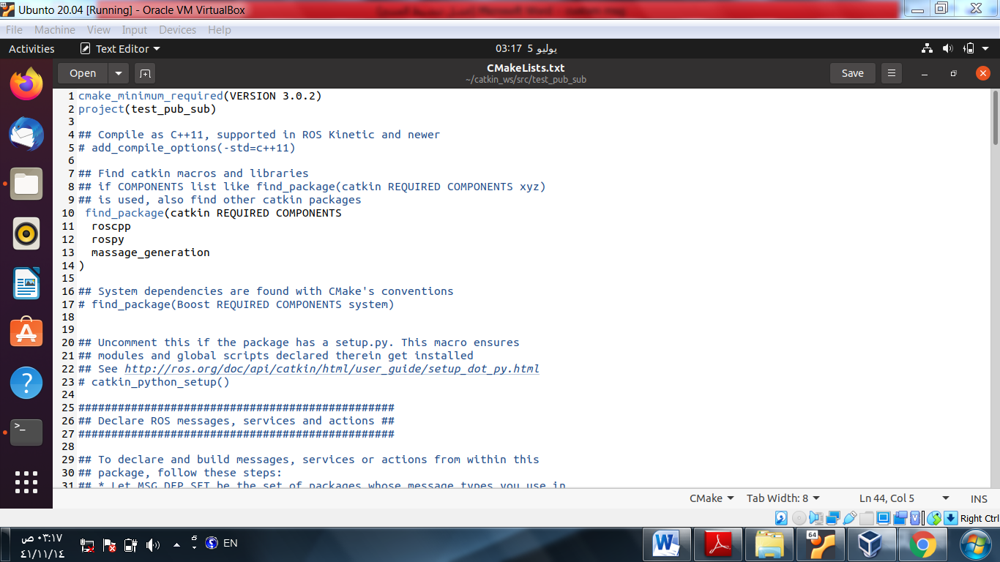 Ubunto 20.04 [Running] - Oracle VM VirtualBox
File Machine View Input Devices Help
Activities Text Editor 03:17 5 يوليو
Open CMakeLists.txt Save
~/catkin_ws/src/test_pub_sub
1 cmake_minimum_required(VERSION 3.0.2)
2 project(test_pub_sub)
3
4 ## Compile as C++11, supported in ROS Kinetic and newer
5 # add_compile_options(-std=c++11)
6
7 ## Find catkin macros and libraries
8 ## if COMPONENTS list like find_package(catkin REQUIRED COMPONENTS xyz)
9 ## is used, also find other catkin packages
10 find_package(catkin REQUIRED COMPONENTS
11 roscpp
12 rospy
13 massage_generation
14 )
15
16 ## System dependencies are found with CMake's conventions
17 # find_package(Boost REQUIRED COMPONENTS system)
18
19
20 ## Uncomment this if the package has a setup.py. This macro ensures
21 ## modules and global scripts declared therein get installed
22 ## See http://ros.org/doc/api/catkin/html/user_guide/setup_dot_py.html
23 # catkin_python_setup()
24
25 ################################################
26 ## Declare ROS messages, services and actions ##
27 ################################################
28
29 ## To declare and build messages, services or actions from within this
30 ## package, follow these steps:
31 ## * Let MSG_DEP_SET be the set of packages whose message types you use in
CMake Tab Width: 8 Ln 44, Col 5 INS
Right Ctrl
٠٣:١٧ ص EN
٤١/١١/١٤
64